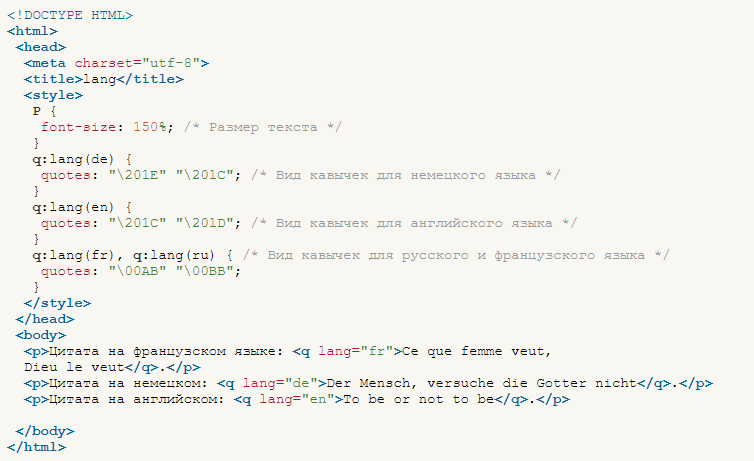 <!DOCTYPE HTML>
<html>
<head>
<meta charset="utf-8">
<title>lang</title>
<style>
P {
font-size: 150%; /* Размер текста */
}
q:lang(de) {
quotes: "\201E" "\201C"; /* Вид кавычек для немецкого языка */
}
q:lang(en) {
quotes: "\201C" "\201D"; /* Вид кавычек для английского языка */
}
q:lang(fr), q:lang(ru) { /* Вид кавычек для русского и французского языка */
quotes: "\00AB" "\00BB";
}
</style>
</head>
<body>
<p>Цитата на французском языке: <q lang="fr">Ce que femme veut,
Dieu le veut</q>.</p>
<p>Цитата на немецком: <q lang="de">Der Mensch, versuche die Gotter nicht</q>.</p>
<p>Цитата на английском: <q lang="en">To be or not to be</q>.</p>
</body>
</html>